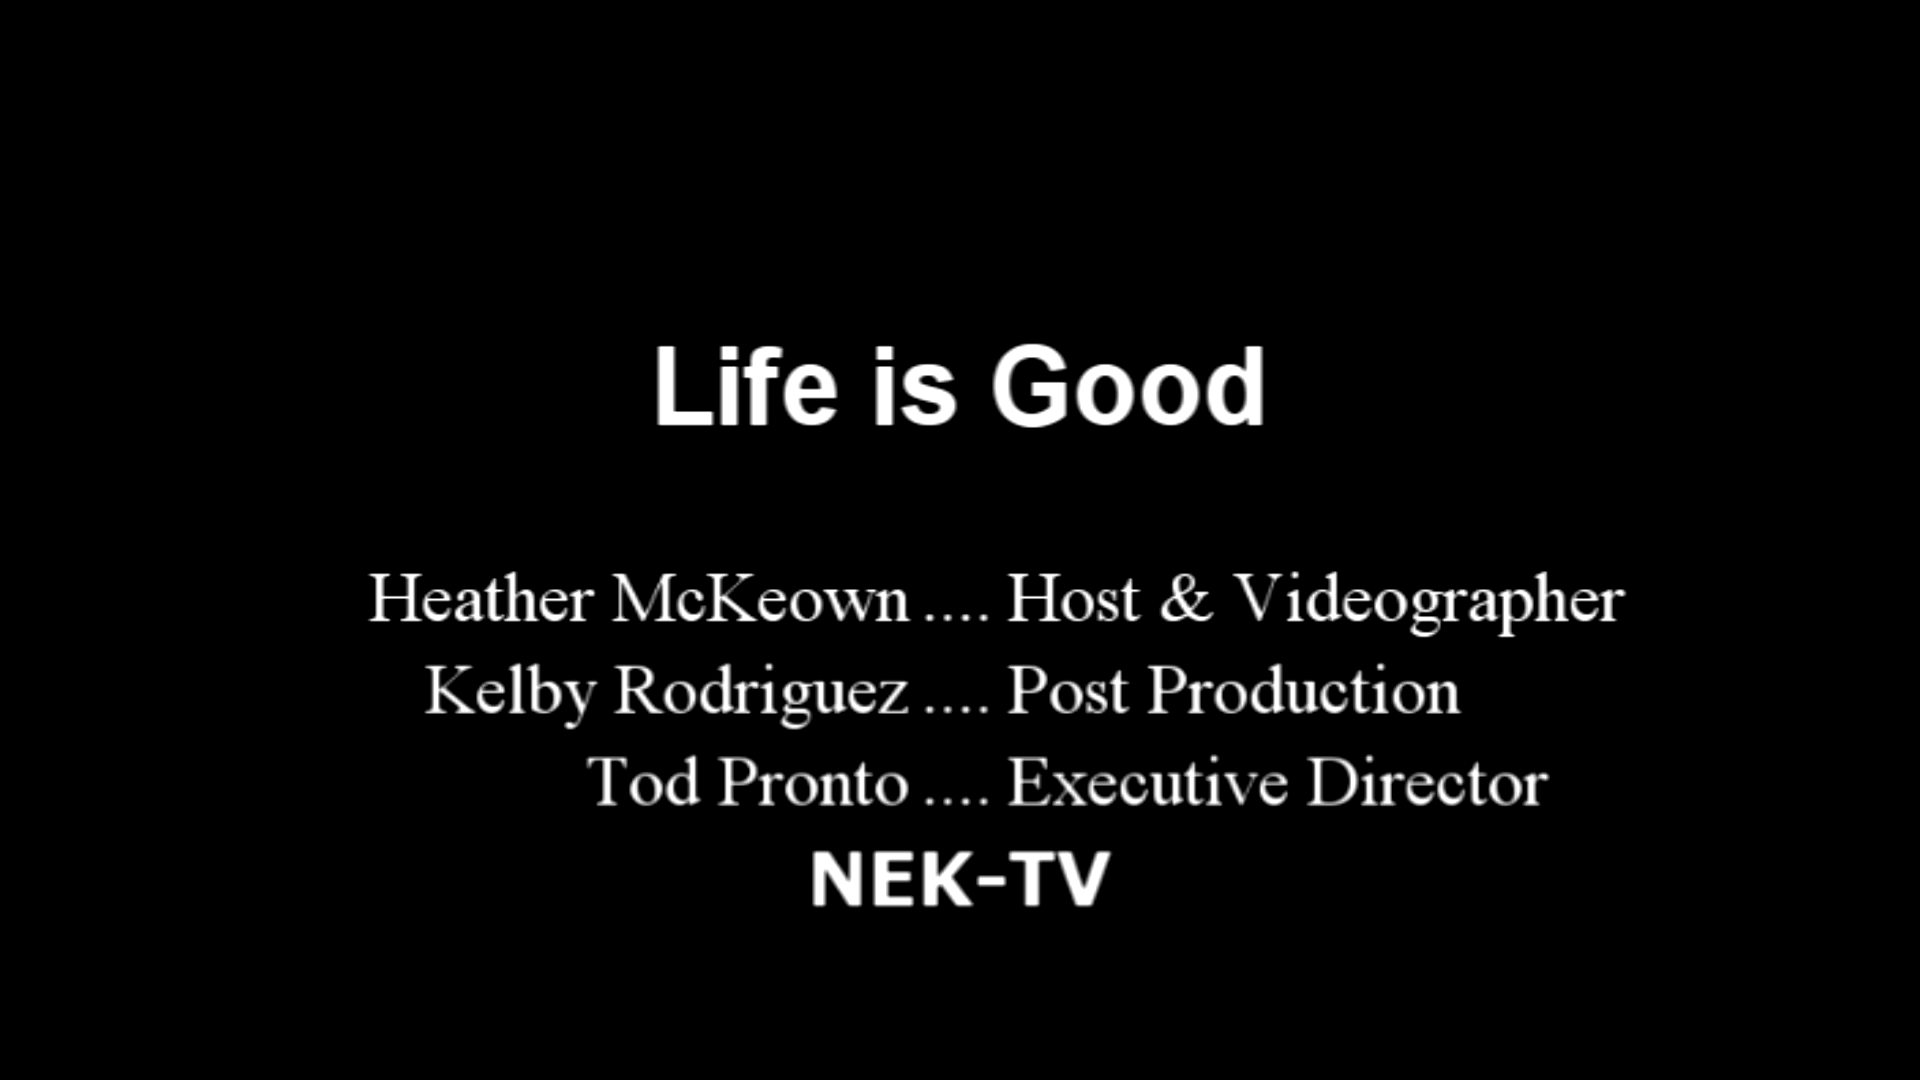 Life is Good
Heather McKeown .... Host & Videographer
Kelby Rodriguez .... Post Production
Tod Pronto .... Executive Director
NEK-TV